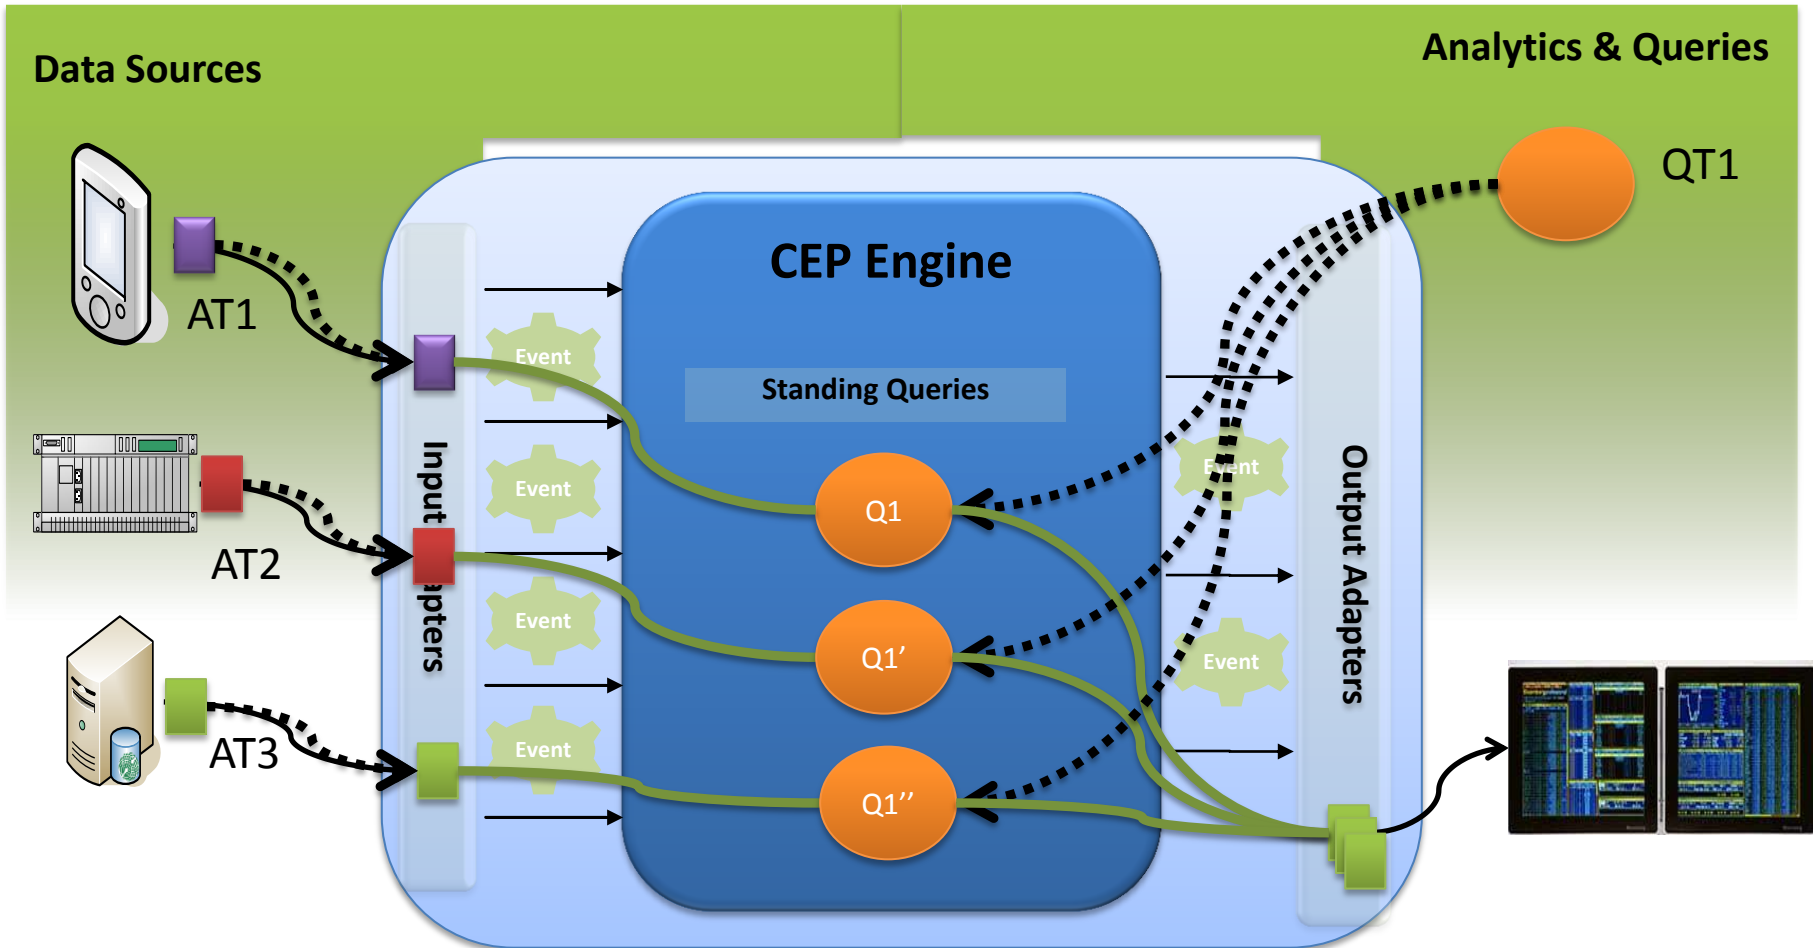 Data Sources
Analytics & Queries
QT1
AT1
AT2
AT3
CEP Engine
Standing Queries
Event
Event
Event
Event
Event
Event
Input
apters
Output Adapters
Q1
Q1’
Q1’’